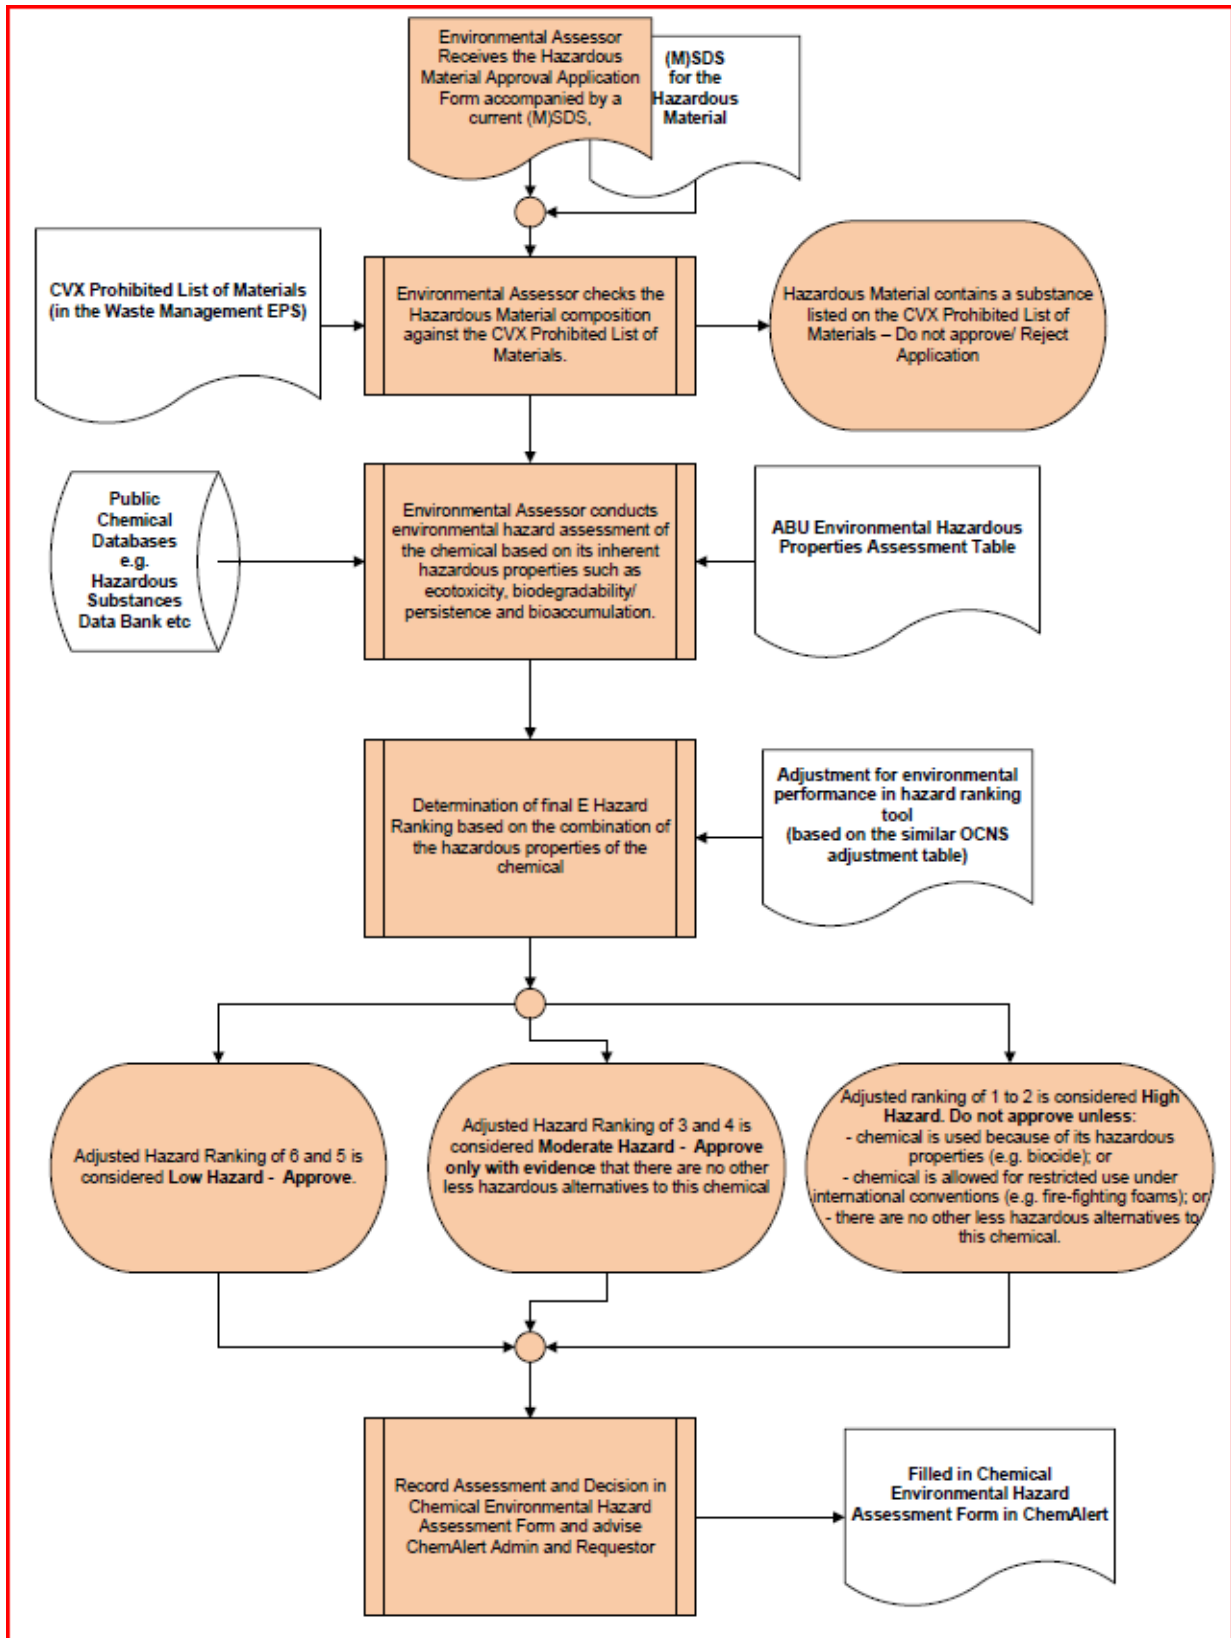 Environmental Assessor
Receives the Hazardous
Material Approval Application
Form accompanied by a
current (M)SDS,
(M)SDS
for the
Hazardous
Material
CVX Prohibited List of Materials
(in the Waste Management EPS)
Environmental Assessor checks the
Hazardous Material composition
against the CVX Prohibited List of
Materials.
Hazardous Material contains a substance
listed on the CVX Prohibited List of
Materials – Do not approve/ Reject
Application
Public
Chemical
Databases
e.g.
Hazardous
Substances
Data Bank etc
Environmental Assessor conducts
environmental hazard assessment of
the chemical based on its inherent
hazardous properties such as
ecotoxicity, biodegradability/
persistence and bioaccumulation.
ABU Environmental Hazardous
Properties Assessment Table
Determination of final E Hazard
Ranking based on the combination of
the hazardous properties of the
chemical
Adjustment for environmental
performance in hazard ranking
tool
(based on the similar OCNS
adjustment table)
Adjusted Hazard Ranking of 6 and 5 is
considered Low Hazard - Approve.
Adjusted Hazard Ranking of 3 and 4 is
considered Moderate Hazard - Approve
only with evidence that there are no other
less hazardous alternatives to this chemical
Adjusted ranking of 1 to 2 is considered High
Hazard. Do not approve unless:
- chemical is used because of its hazardous
properties (e.g. biocide); or
- chemical is allowed for restricted use under
international conventions (e.g. fire-fighting foams); or
- there are no other less hazardous alternatives to
this chemical.
Record Assessment and Decision in
Chemical Environmental Hazard
Assessment Form and advise
ChemAlert Admin and Requestor
Filled in Chemical
Environmental Hazard
Assessment Form in ChemAlert